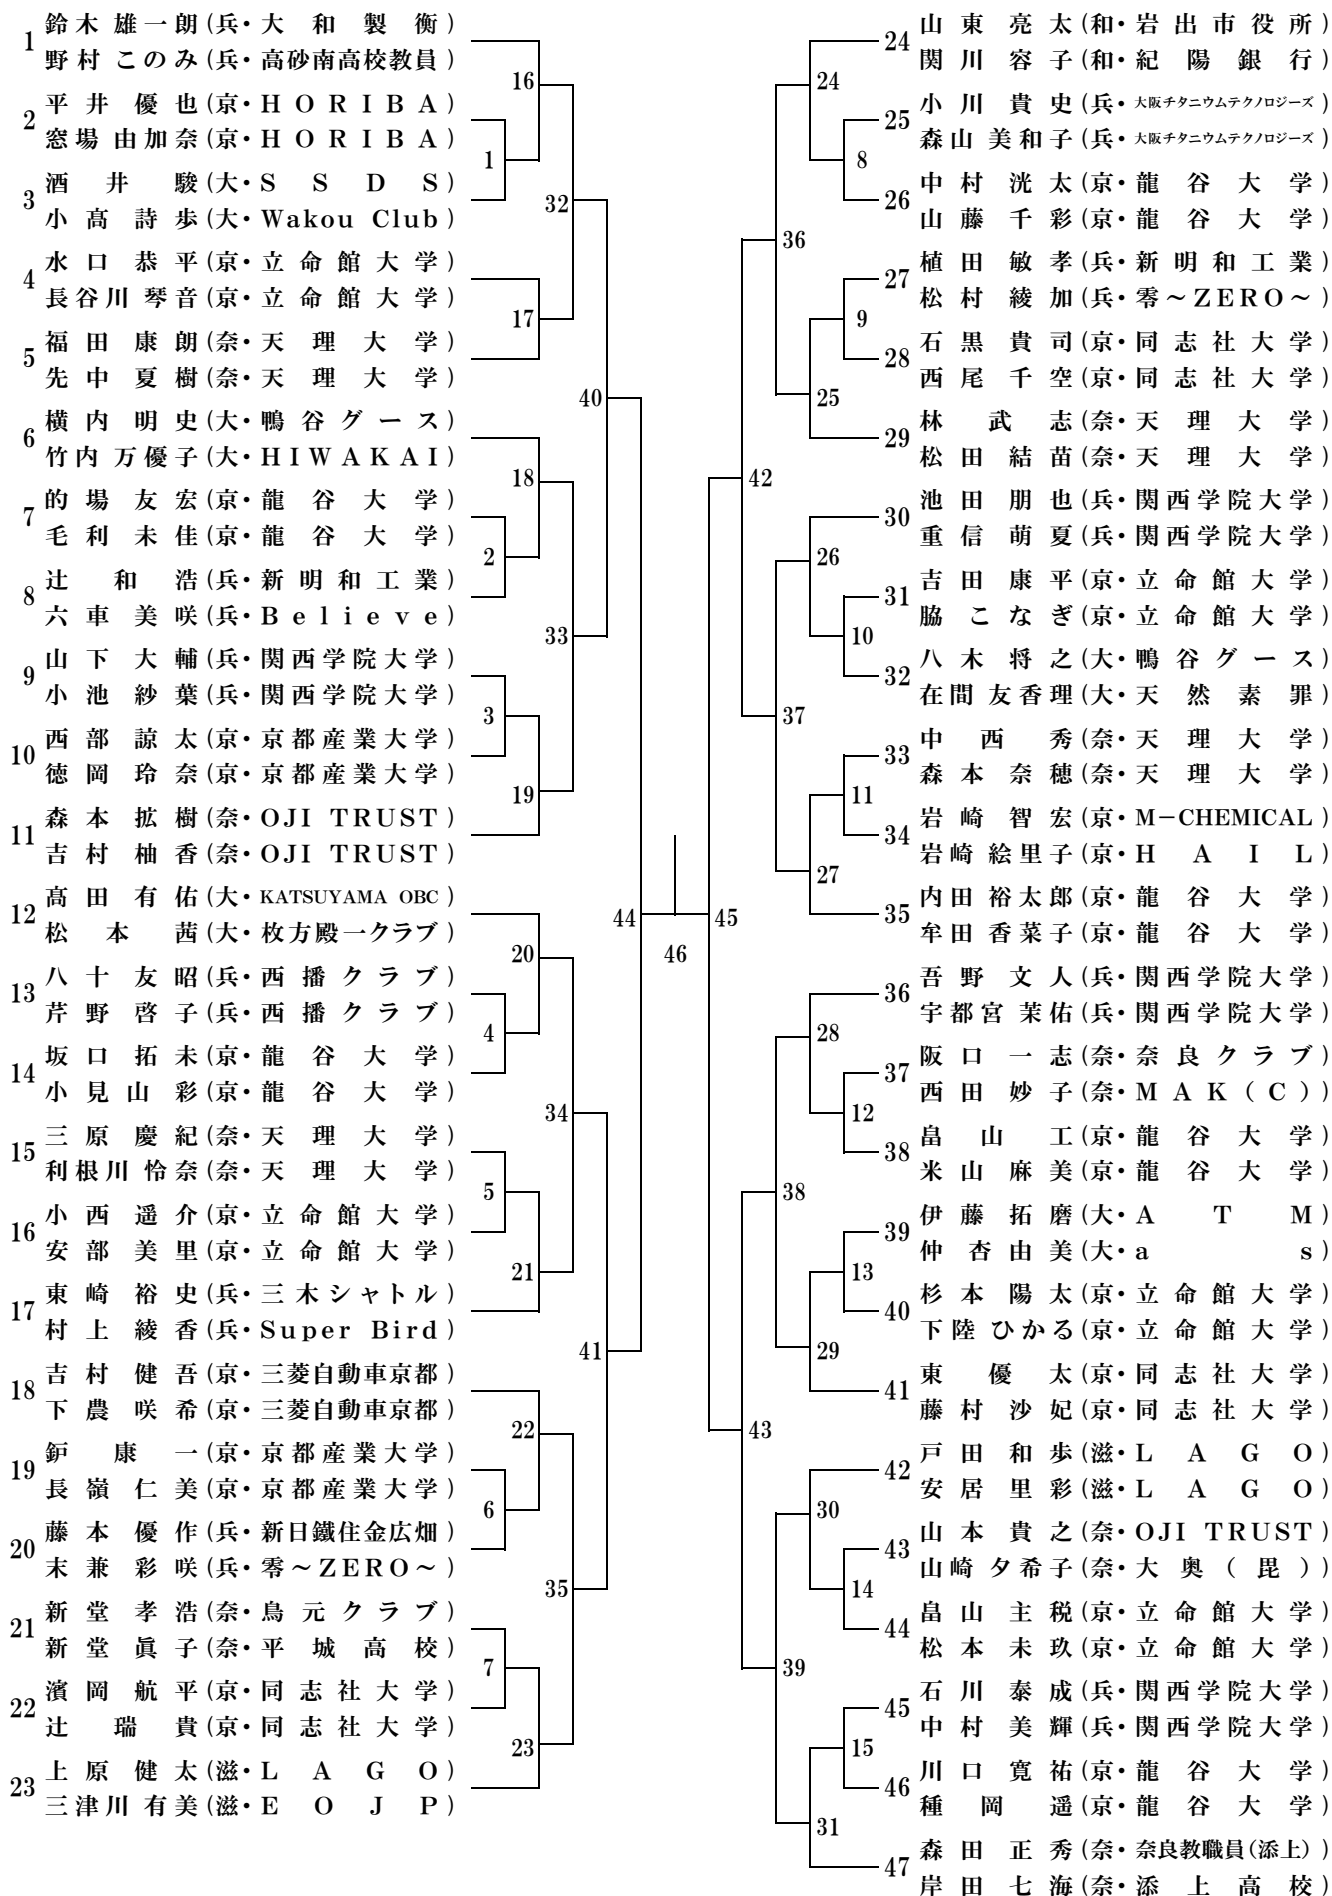 1 鈴木雄一朗(兵・大和製衡)
野村このみ(兵・高砂南高校教員)
2 平井優也(京・HORIBA)
窓場由加奈(京・HORIBA)
3 酒井駿(大・SSDS)
小髙詩歩(大・Wakou Club)
4 水口恭平(京・立命館大学)
長谷川琴音(京・立命館大学)
5 福田康朗(奈・天理大学)
先中夏樹(奈・天理大学)
6 横内明史(大・鴨谷グース)
竹内万優子(大・HIWAKAI)
7 的場友宏(京・龍谷大学)
毛利未佳(京・龍谷大学)
8 辻和浩(兵・新明和工業)
六車美咲(兵・Believe)
9 山下大輔(兵・関西学院大学)
小池紗葉(兵・関西学院大学)
10 西部諒太(京・京都産業大学)
徳岡玲奈(京・京都産業大学)
11 森本拡樹(奈・OJI TRUST)
吉村柚香(奈・OJI TRUST)
12 髙田有佑(大・KATSUYAMA OBC)
松本茜(大・枚方殿一クラブ)
13 八十友昭(兵・西播クラブ)
芹野啓子(兵・西播クラブ)
14 坂口拓未(京・龍谷大学)
小見山彩(京・龍谷大学)
15 三原慶紀(奈・天理大学)
利根川怜奈(奈・天理大学)
16 小西遥介(京・立命館大学)
安部美里(京・立命館大学)
17 東崎裕史(兵・三木シャトル)
村上綾香(兵・Super Bird)
18 吉村健吾(京・三菱自動車京都)
下農咲希(京・三菱自動車京都)
19 鈩康一(京・京都産業大学)
長嶺仁美(京・京都産業大学)
20 藤本優作(兵・新日鐵住金広畑)
末兼彩咲(兵・零～ZERO～)
21 新堂孝浩(奈・鳥元クラブ)
新堂眞子(奈・平城高校)
22 濱岡航平(京・同志社大学)
辻瑞貴(京・同志社大学)
23 上原健太(滋・LAGO)
三津川有美(滋・EOJP)
16
1
32
17
40
18
2
33
3
19
44
20
4
34
5
21
41
22
6
35
7
23
46
45
24
8
36
9
25
42
26
10
37
11
27
28
12
38
13
29
43
30
14
39
15
31
24 山東亮太(和・岩出市役所)
関川容子(和・紀陽銀行)
25 小川貴史(兵・大阪チタニウムテクノロジーズ)
森山美和子(兵・大阪チタニウムテクノロジーズ)
26 中村洸太(京・龍谷大学)
山藤千彩(京・龍谷大学)
27 植田敏孝(兵・新明和工業)
松村綾加(兵・零～ZERO～)
28 石黒貴司(京・同志社大学)
西尾千空(京・同志社大学)
29 林武志(奈・天理大学)
松田結苗(奈・天理大学)
30 池田朋也(兵・関西学院大学)
重信萌夏(兵・関西学院大学)
31 吉田康平(京・立命館大学)
脇こなぎ(京・立命館大学)
32 八木将之(大・鴨谷グース)
在間友香理(大・天然素罪)
33 中西秀(奈・天理大学)
森本奈穂(奈・天理大学)
34 岩崎智宏(京・M－CHEMICAL)
岩崎絵里子(京・HAIL)
35 内田裕太郎(京・龍谷大学)
牟田香菜子(京・龍谷大学)
36 吾野文人(兵・関西学院大学)
宇都宮茉佑(兵・関西学院大学)
37 阪口一志(奈・奈良クラブ)
西田妙子(奈・MAK(C))
38 畠山工(京・龍谷大学)
米山麻美(京・龍谷大学)
39 伊藤拓磨(大・ATM)
仲杏由美(大・as)
40 杉本陽太(京・立命館大学)
下陸ひかる(京・立命館大学)
41 東優太(京・同志社大学)
藤村沙妃(京・同志社大学)
42 戸田和歩(滋・LAGO)
安居里彩(滋・LAGO)
43 山本貴之(奈・OJI TRUST)
山崎夕希子(奈・大奥(毘))
44 畠山主税(京・立命館大学)
松本未玖(京・立命館大学)
45 石川泰成(兵・関西学院大学)
中村美輝(兵・関西学院大学)
46 川口寛祐(京・龍谷大学)
種岡遥(京・龍谷大学)
47 森田正秀(奈・奈良教職員(添上))
岸田七海(奈・添上高校)